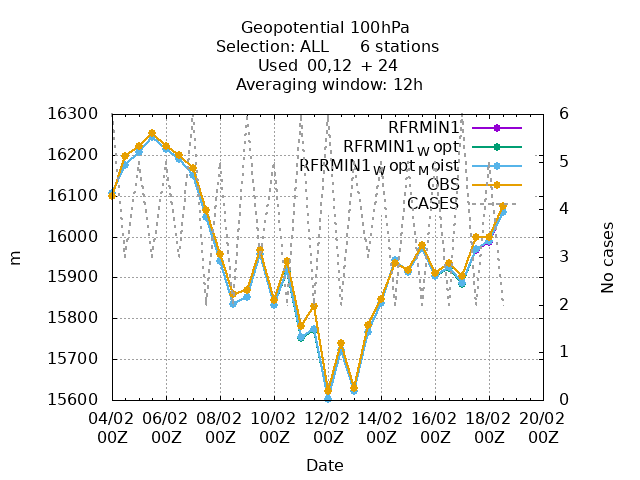 Geopotential 100hPa
Selection: ALL 6 stations
Used 00,12 + 24
Averaging window: 12h
RFRMIN1
RFRMIN1_W opt
RFRMIN1_W opt_M oist
OBS
CASES
16300
16200
16100
16000
15900
15800
15700
15600
m
6
5
4
3
2
1
0
No cases
04/02 06/02 08/02 10/02 12/02 14/02 16/02 18/02 20/02
00Z 00Z 00Z 00Z 00Z 00Z 00Z 00Z 00Z
Date